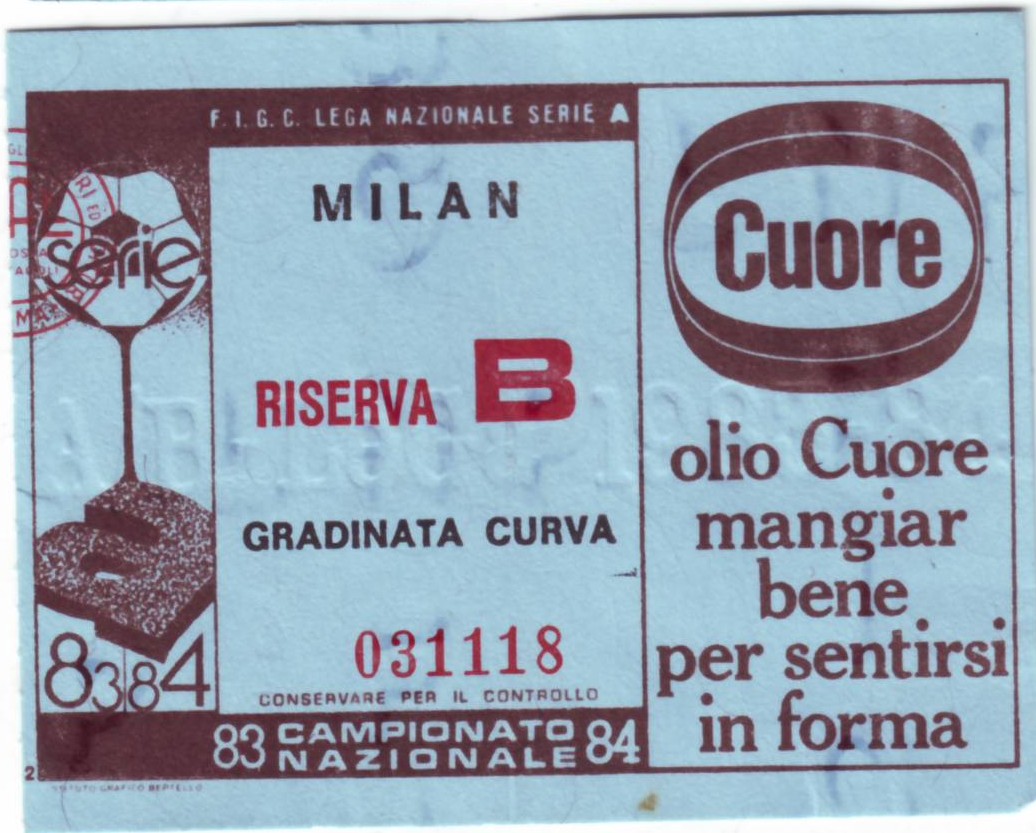 F. I. G. C. LEGA NAZIONALE SERIE A
serie
MILAN
RISERVA B
GRADINATA CURVA
031118
CONSERVARE PER IL CONTROLLO
8384
83 CAMPIONATO NAZIONALE 84
Cuore
olio Cuore
mangiar
bene
per sentirsi
in forma
2